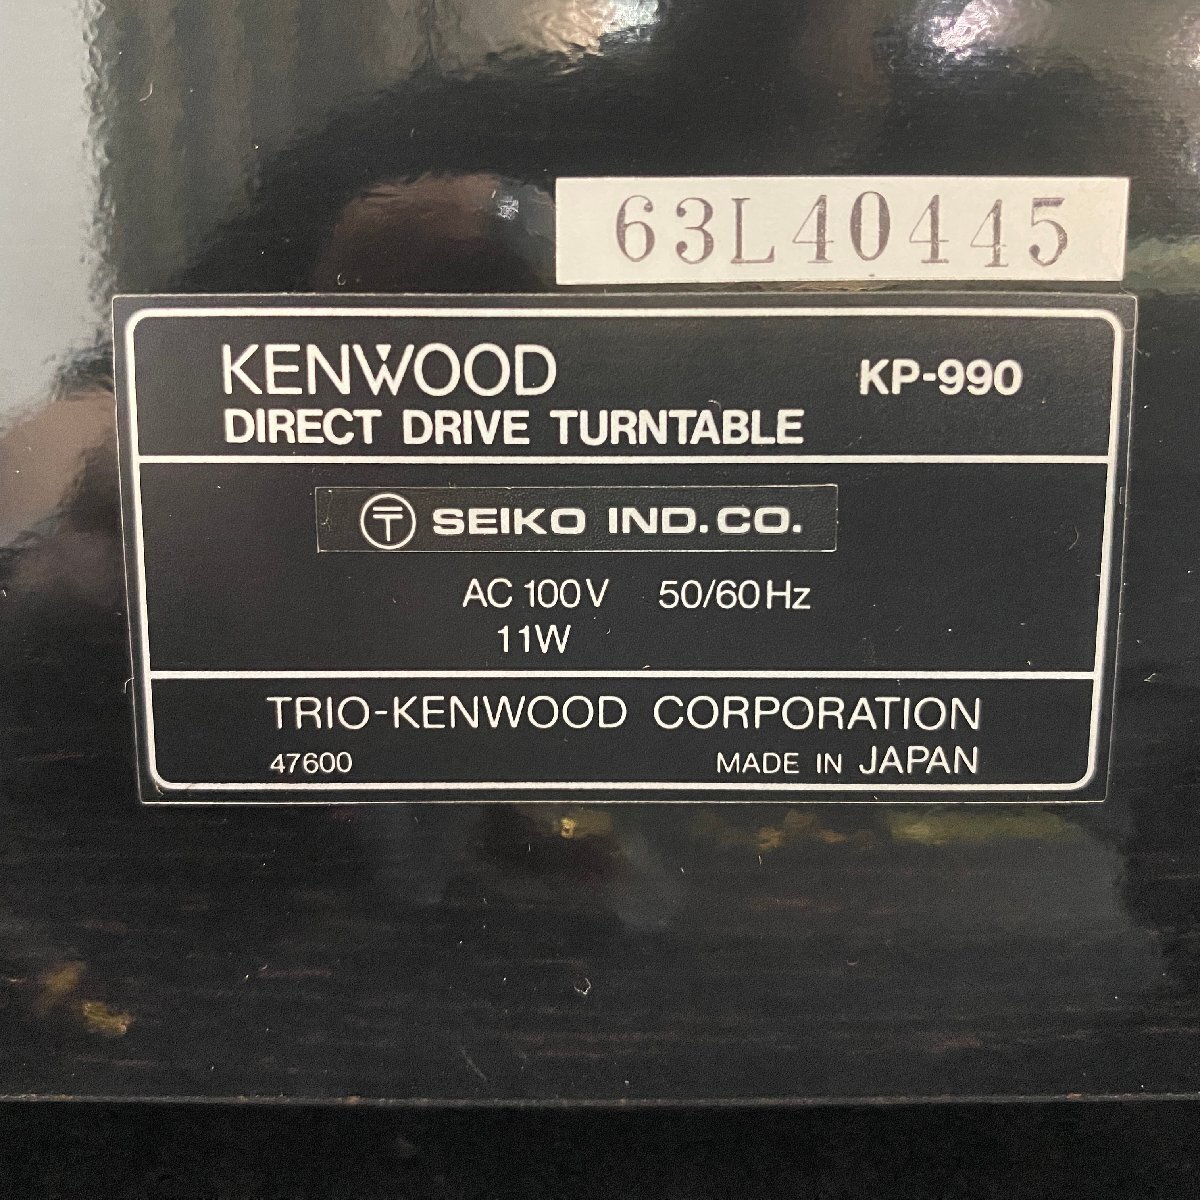 63L40445
KENWOOD KP-990
DIRECT DRIVE TURNTABLE
〶 SEIKO IND.CO.
AC 100V 50/60Hz
11W
TRIO-KENWOOD CORPORATION
47600 MADE IN JAPAN